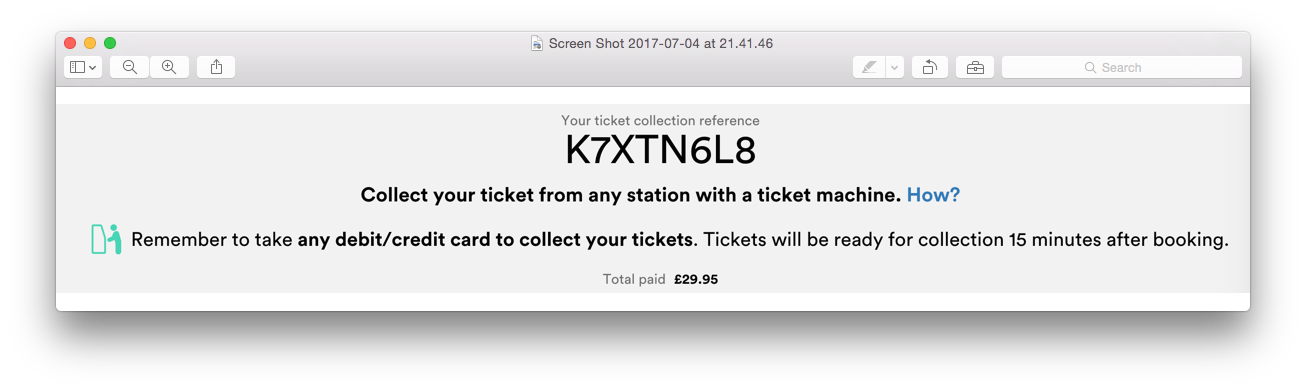 Screen Shot 2017-07-04 at 21.41.46
Search
Your ticket collection reference
K7XTN6L8
Collect your ticket from any station with a ticket machine. How?
Remember to take any debit/credit card to collect your tickets. Tickets will be ready for collection 15 minutes after booking.
Total paid £29.95